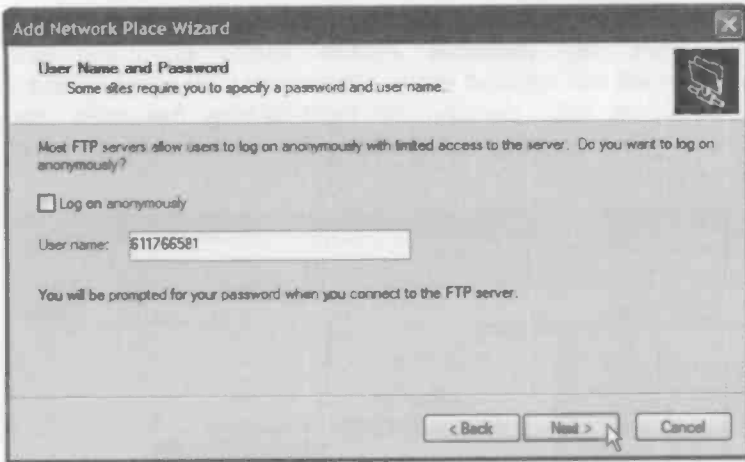 Add Network Place Wizard
User Name and Password
Some sites require you to specify a password and user name.
Most FTP servers allow users to log on anonymously with limited access to the server. Do you want to log on
anonymously?
Log on anonymously
User name: 611766581
You will be prompted for your password when you connect to the FTP server.
< Back Next > Cancel